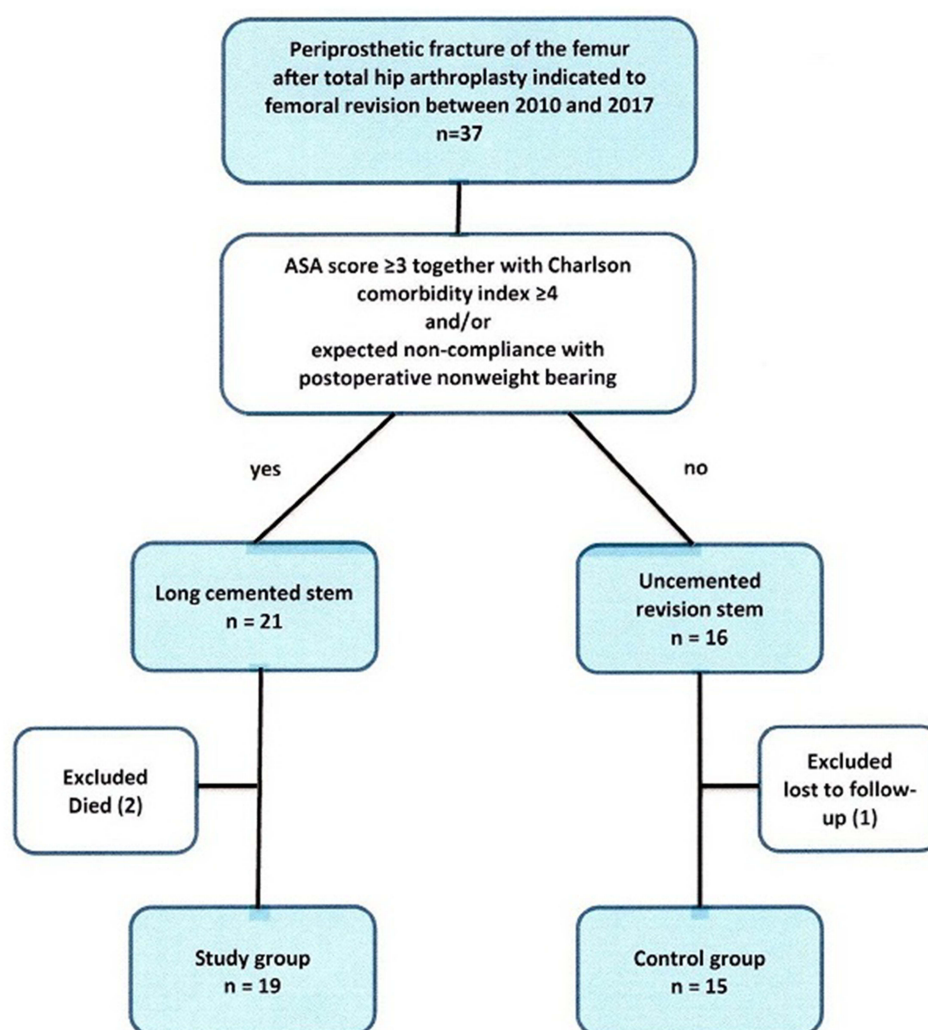 Periprosthetic fracture of the femur
after total hip arthroplasty indicated to
femoral revision between 2010 and 2017
n=37
ASA score ≥3 together with Charlson
comorbidity index ≥4
and/or
expected non-compliance with
postoperative nonweight bearing
yes
no
Long cemented stem
n = 21
Uncemented
revision stem
n = 16
Excluded
Died (2)
Excluded
lost to follow-
up (1)
Study group
n = 19
Control group
n = 15